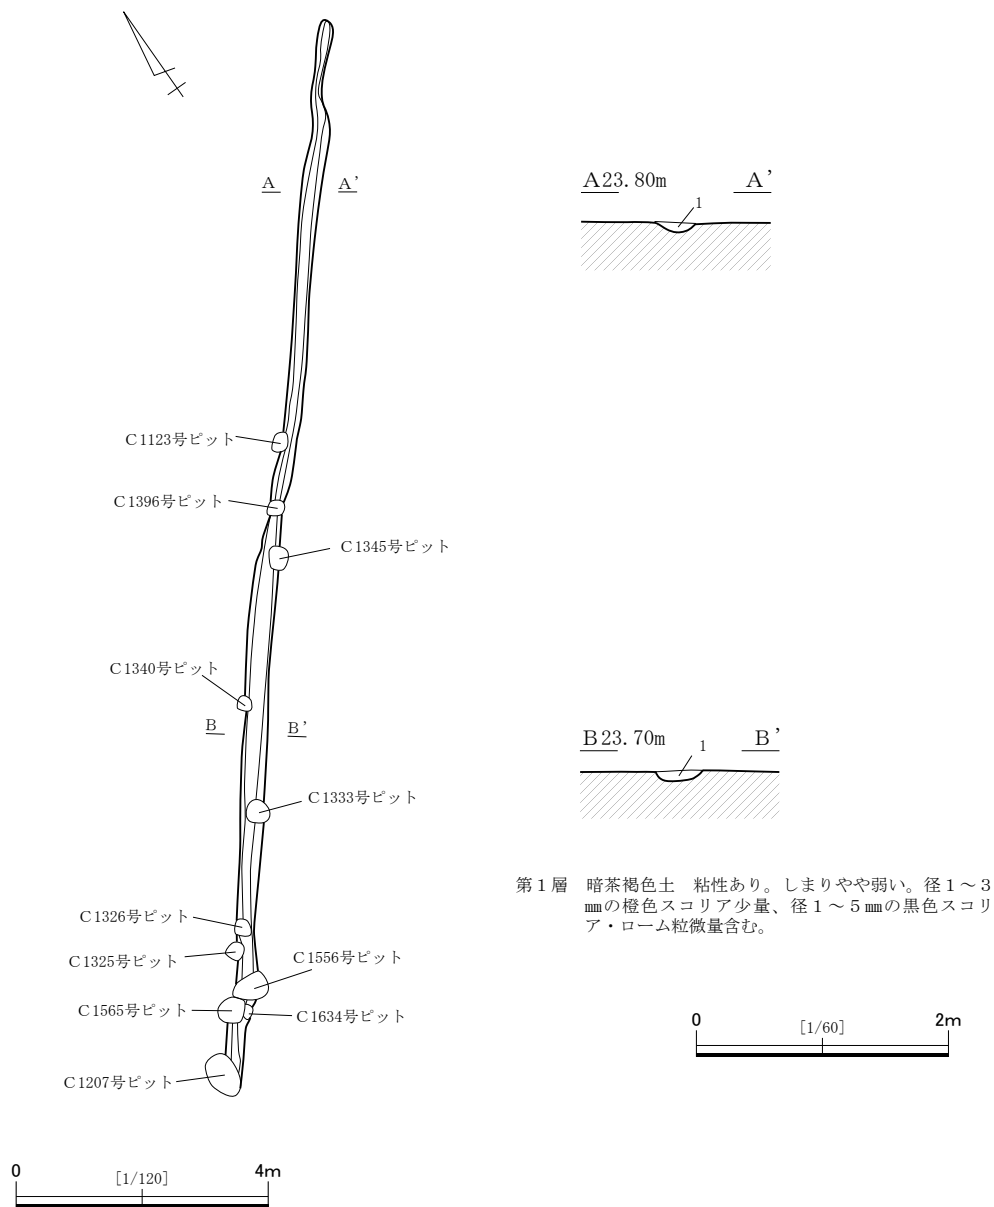 A A'
A23.80m A'
1
C1123号ピット
C1396号ピット
C1345号ピット
C1340号ピット
B B'
B23.70m B'
1
C1333号ピット
第１層　暗茶褐色土　粘性あり。しまりやや弱い。径１～３
㎜の橙色スコリア少量、径１～５㎜の黒色スコリ
ア・ローム粒微量含む。
C1326号ピット
C1325号ピット
C1556号ピット
C1565号ピット
C1634号ピット
0 [1/60] 2m
C1207号ピット
0 [1/120] 4m